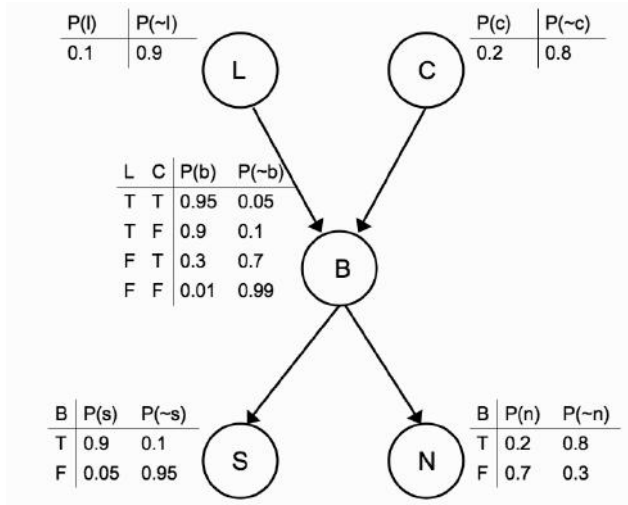 P(l) P(~l)
0.1 0.9
L
P(c) P(~c)
0.2 0.8
C
L C P(b) P(~b)
T T 0.95 0.05
T F 0.9 0.1
F T 0.3 0.7
F F 0.01 0.99
B
B P(s) P(~s)
T 0.9 0.1
F 0.05 0.95
S
N
B P(n) P(~n)
T 0.2 0.8
F 0.7 0.3